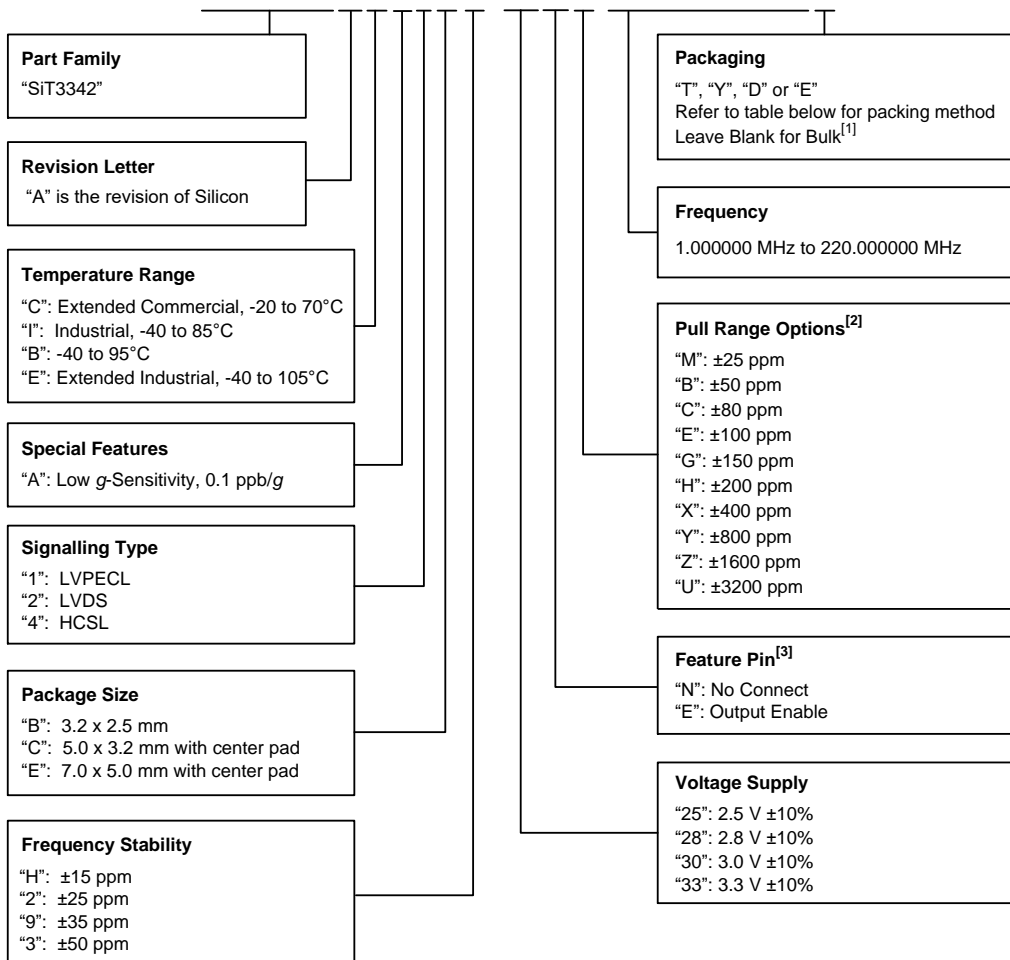 Part Family
“SiT3342”
Revision Letter
“A” is the revision of Silicon
Temperature Range
“C”: Extended Commercial, -20 to 70°C
“I”: Industrial, -40 to 85°C
“B”: -40 to 95°C
“E”: Extended Industrial, -40 to 105°C
Special Features
“A”: Low g-Sensitivity, 0.1 ppb/g
Signalling Type
“1”: LVPECL
“2”: LVDS
“4”: HCSL
Package Size
“B”: 3.2 x 2.5 mm
“C”: 5.0 x 3.2 mm with center pad
“E”: 7.0 x 5.0 mm with center pad
Frequency Stability
“H”: ±15 ppm
“2”: ±25 ppm
“9”: ±35 ppm
“3”: ±50 ppm
Packaging
“T”, “Y”, “D” or “E”
Refer to table below for packing method
Leave Blank for Bulk[1]
Frequency
1.000000 MHz to 220.000000 MHz
Pull Range Options[2]
“M”: ±25 ppm
“B”: ±50 ppm
“C”: ±80 ppm
“E”: ±100 ppm
“G”: ±150 ppm
“H”: ±200 ppm
“X”: ±400 ppm
“Y”: ±800 ppm
“Z”: ±1600 ppm
“U”: ±3200 ppm
Feature Pin[3]
“N”: No Connect
“E”: Output Enable
Voltage Supply
“25”: 2.5 V ±10%
“28”: 2.8 V ±10%
“30”: 3.0 V ±10%
“33”: 3.3 V ±10%